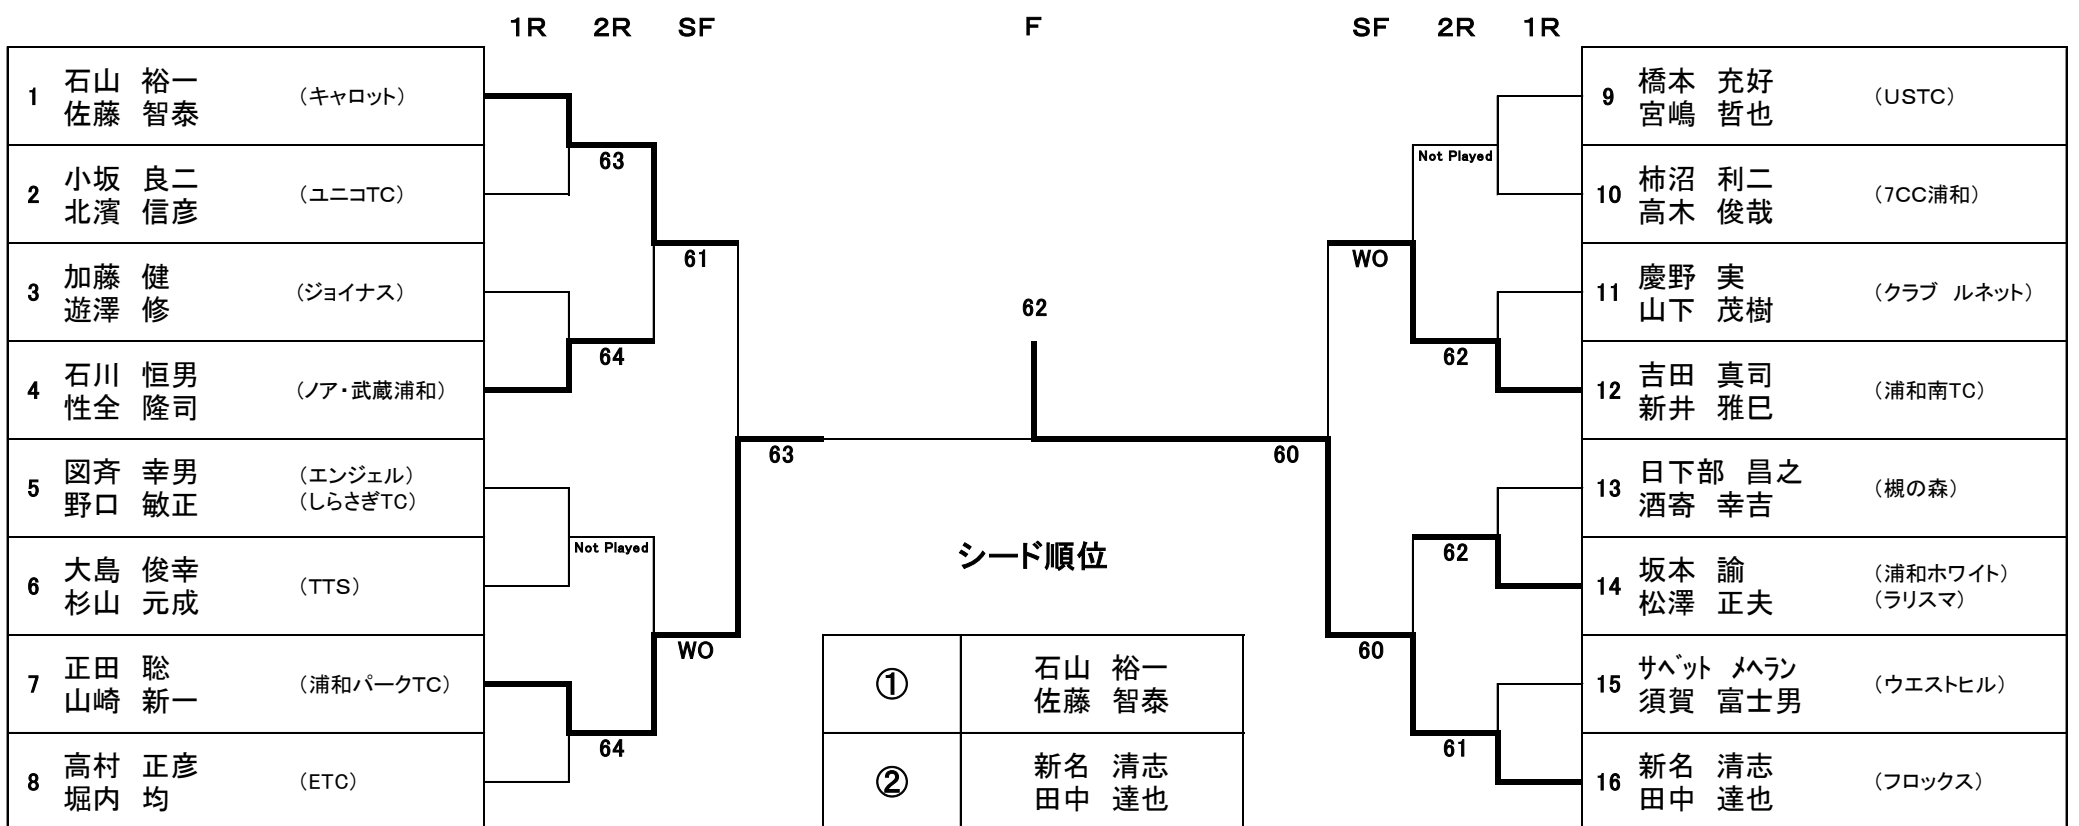 1R 2R SF F SF 2R 1R
1 石山 裕一 (キャロット)
佐藤 智泰
2 小坂 良二 (ユニコTC)
北濱 信彦
3 加藤 健 (ジョイナス)
遊澤 修
4 石川 恒男 (ノア・武蔵浦和)
性全 隆司
5 図斉 幸男 (エンジェル)
野口 敏正 (しらさぎTC)
6 大島 俊幸 (TTS)
杉山 元成
7 正田 聡 (浦和パークTC)
山崎 新一
8 高村 正彦 (ETC)
堀内 均
63
64
Not Played
64
61
WO
63
62
60
WO
60
Not Played
62
62
61
9 橋本 充好 (USTC)
宮嶋 哲也
10 柿沼 利二 (7CC浦和)
高木 俊哉
11 慶野 実 (クラブ ルネット)
山下 茂樹
12 吉田 真司 (浦和南TC)
新井 雅巳
13 日下部 昌之 (槻の森)
酒寄 幸吉
14 坂本 諭 (浦和ホワイト)
松澤 正夫 (ラリスマ)
15 ｻﾍﾞｯﾄ ﾒﾍﾗﾝ (ウエストヒル)
須賀 富士男
16 新名 清志 (フロックス)
田中 達也
シード順位
① 石山 裕一
佐藤 智泰
② 新名 清志
田中 達也